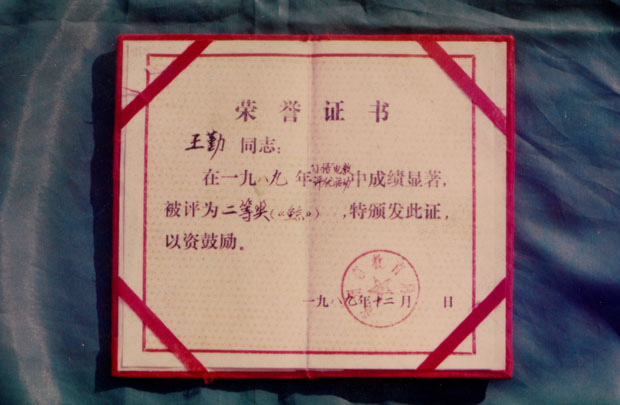 荣誉证书
王勤 同志：
在一九八九年 中成绩显著，
被评为二等奖 ，特颁发此证，
以资鼓励。
一九八九年十二月 日